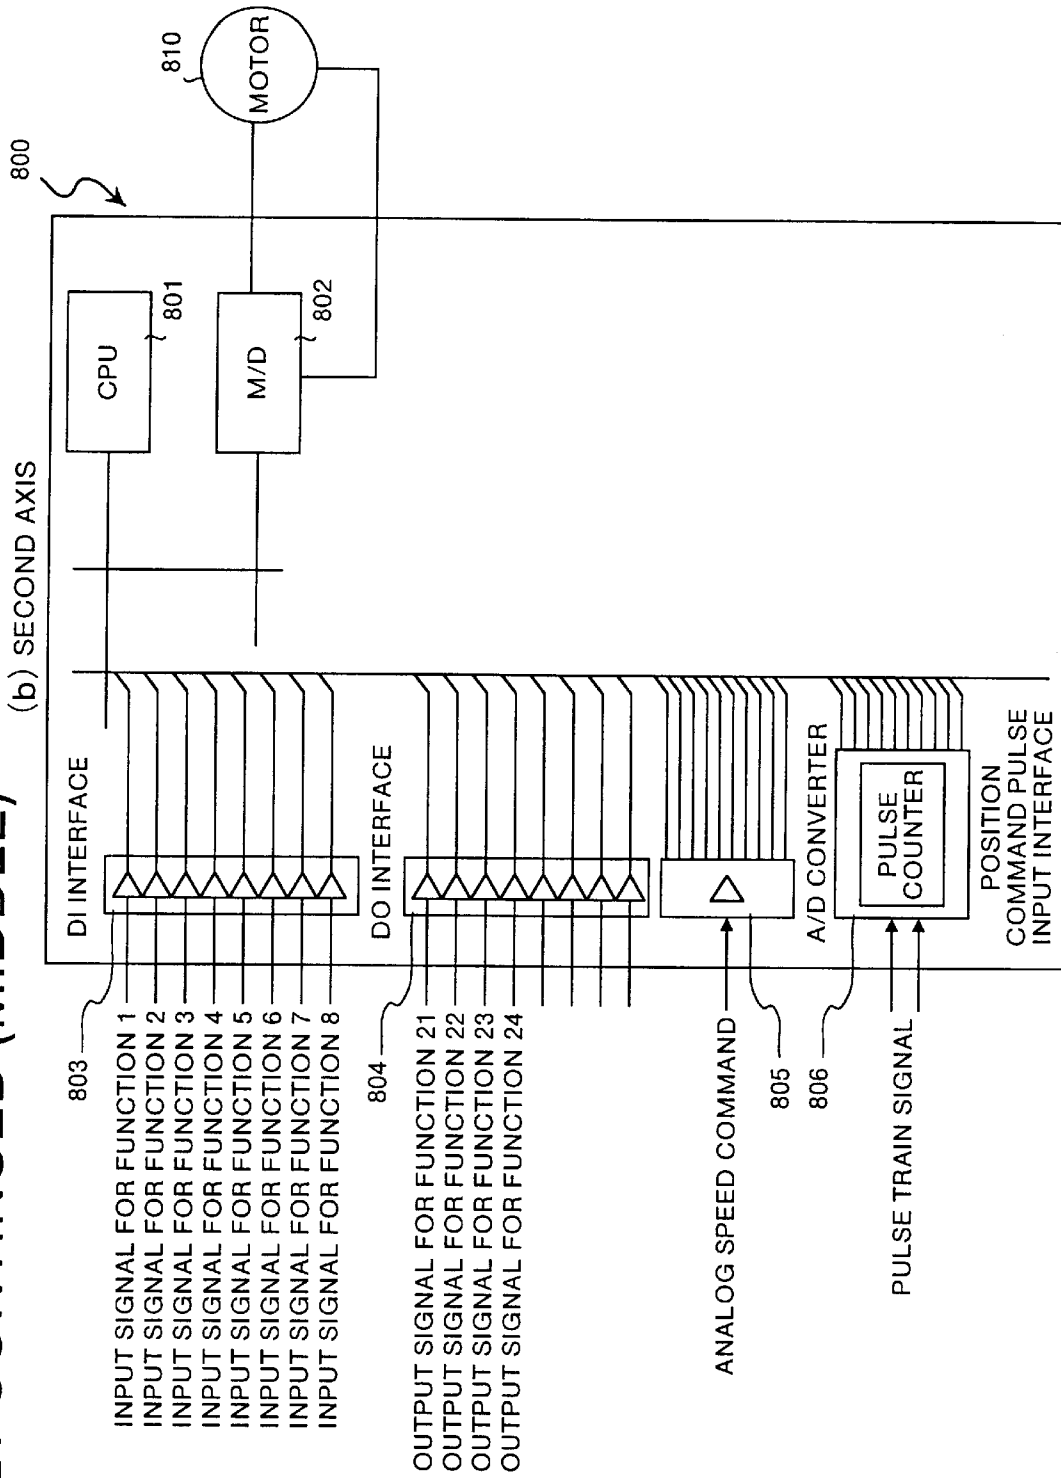 (b) SECOND AXIS
800
CPU
801
M/D
802
MOTOR
810
DI INTERFACE
803
INPUT SIGNAL FOR FUNCTION 1
INPUT SIGNAL FOR FUNCTION 2
INPUT SIGNAL FOR FUNCTION 3
INPUT SIGNAL FOR FUNCTION 4
INPUT SIGNAL FOR FUNCTION 5
INPUT SIGNAL FOR FUNCTION 6
INPUT SIGNAL FOR FUNCTION 7
INPUT SIGNAL FOR FUNCTION 8
DO INTERFACE
804
OUTPUT SIGNAL FOR FUNCTION 21
OUTPUT SIGNAL FOR FUNCTION 22
OUTPUT SIGNAL FOR FUNCTION 23
OUTPUT SIGNAL FOR FUNCTION 24
ANALOG SPEED COMMAND
805
A/D CONVERTER
806
PULSE TRAIN SIGNAL
PULSE
COUNTER
POSITION
COMMAND PULSE
INPUT INTERFACE